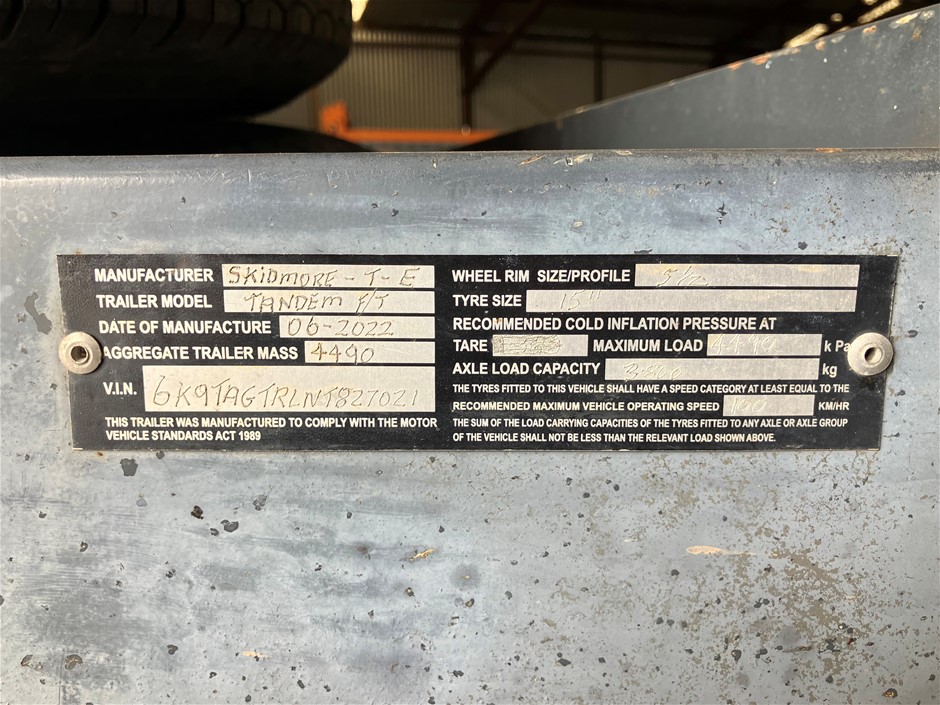 MANUFACTURER SKIDMORE - T - E
TRAILER MODEL TANDEM F/T
DATE OF MANUFACTURE 06-2022
AGGREGATE TRAILER MASS 4490
V.I.N. 6K9TAGTRLNJ827021
THIS TRAILER WAS MANUFACTURED TO COMPLY WITH THE MOTOR
VEHICLE STANDARDS ACT 1989
WHEEL RIM SIZE/PROFILE
TYRE SIZE 15"
RECOMMENDED COLD INFLATION PRESSURE AT
TARE MAXIMUM LOAD 4490 k Pa
AXLE LOAD CAPACITY kg
THE TYRES FITTED TO THIS VEHICLE SHALL HAVE A SPEED CATEGORY AT LEAST EQUAL TO THE
RECOMMENDED MAXIMUM VEHICLE OPERATING SPEED 100 KM/HR
THE SUM OF THE LOAD CARRYING CAPACITIES OF THE TYRES FITTED TO ANY AXLE OR AXLE GROUP
OF THE VEHICLE SHALL NOT BE LESS THAN THE RELEVANT LOAD SHOWN ABOVE.